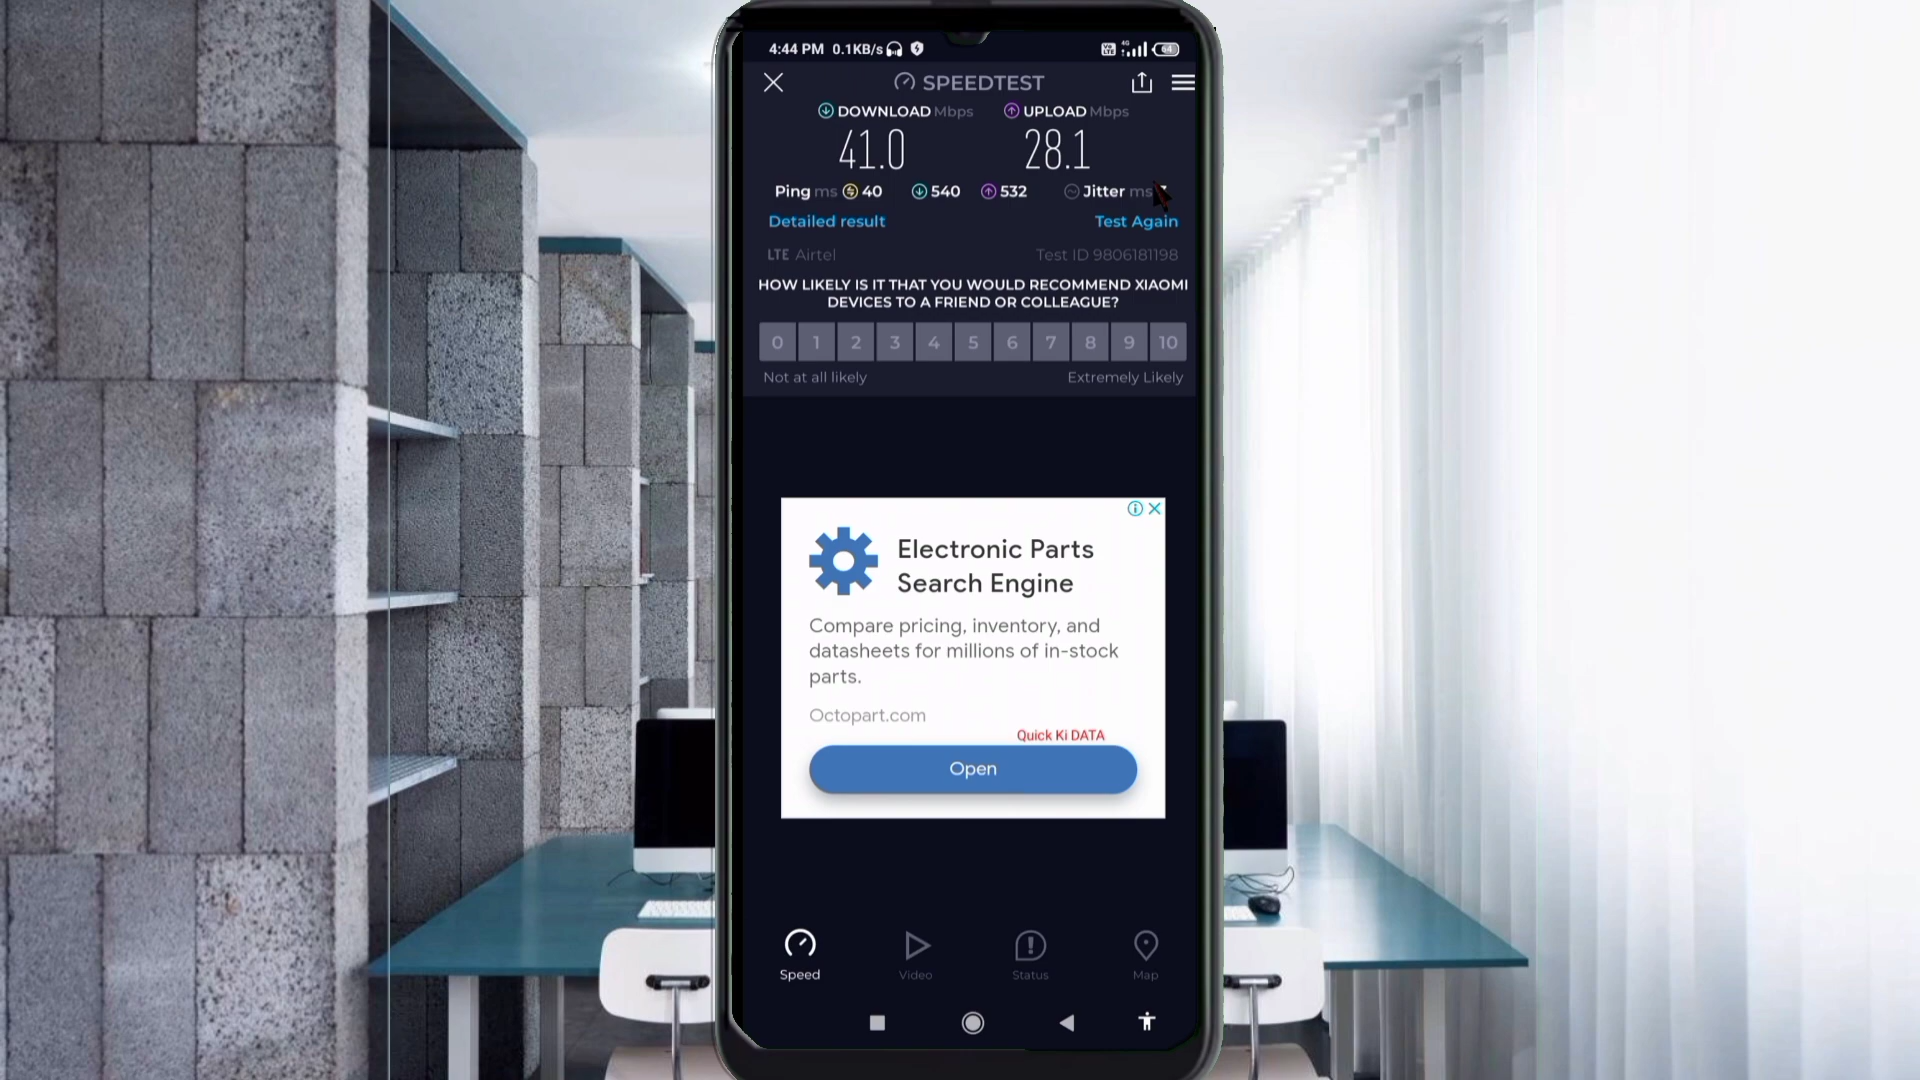 4:44 PM 0.1KB/s 4G 64
SPEEDTEST
DOWNLOAD Mbps UPLOAD Mbps
41.0 28.1
Ping ms 40 540 532 Jitter ms
Detailed result Test Again
LTE Airtel Test ID 9806181198
HOW LIKELY IS IT THAT YOU WOULD RECOMMEND XIAOMI
DEVICES TO A FRIEND OR COLLEAGUE?
0 1 2 3 4 5 6 7 8 9 10
Not at all likely Extremely Likely
Electronic Parts
Search Engine
Compare pricing, inventory, and
datasheets for millions of in-stock
parts.
Octopart.com
Quick Ki DATA
Open
Speed Video Status Map